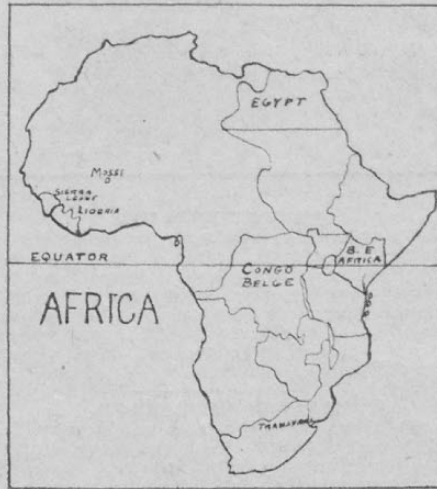 EGYPT
MOSSI
SIERRA
LEONE
LIBERIA
B. E
AFRICA
EQUATOR
CONGO
BELGE
AFRICA
TRANSVAAL